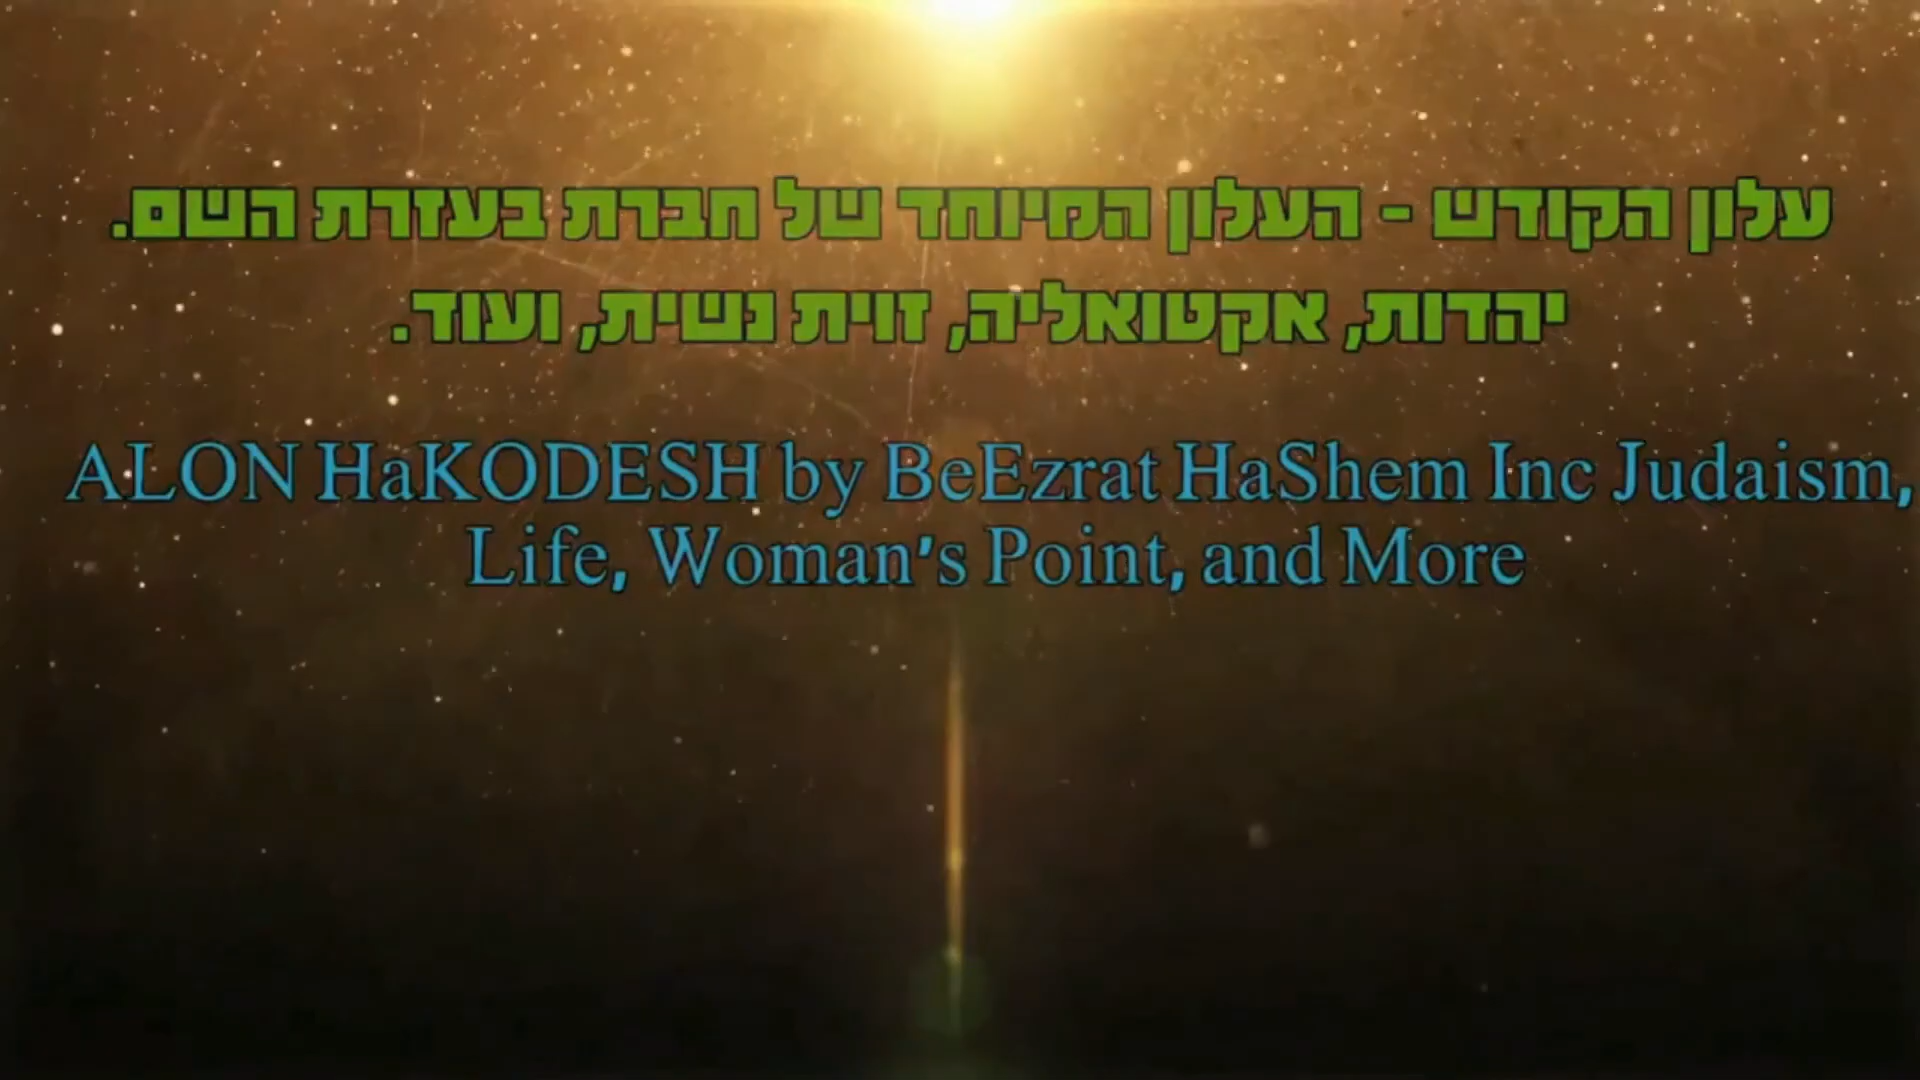 עלון הקודש - העלון המיוחד של חברת בעזרת השם.
יהדות, אקטואליה, זוית נשית, ועוד.
ALON HaKODESH by BeEzrat HaShem Inc Judaism,
Life, Woman's Point, and More